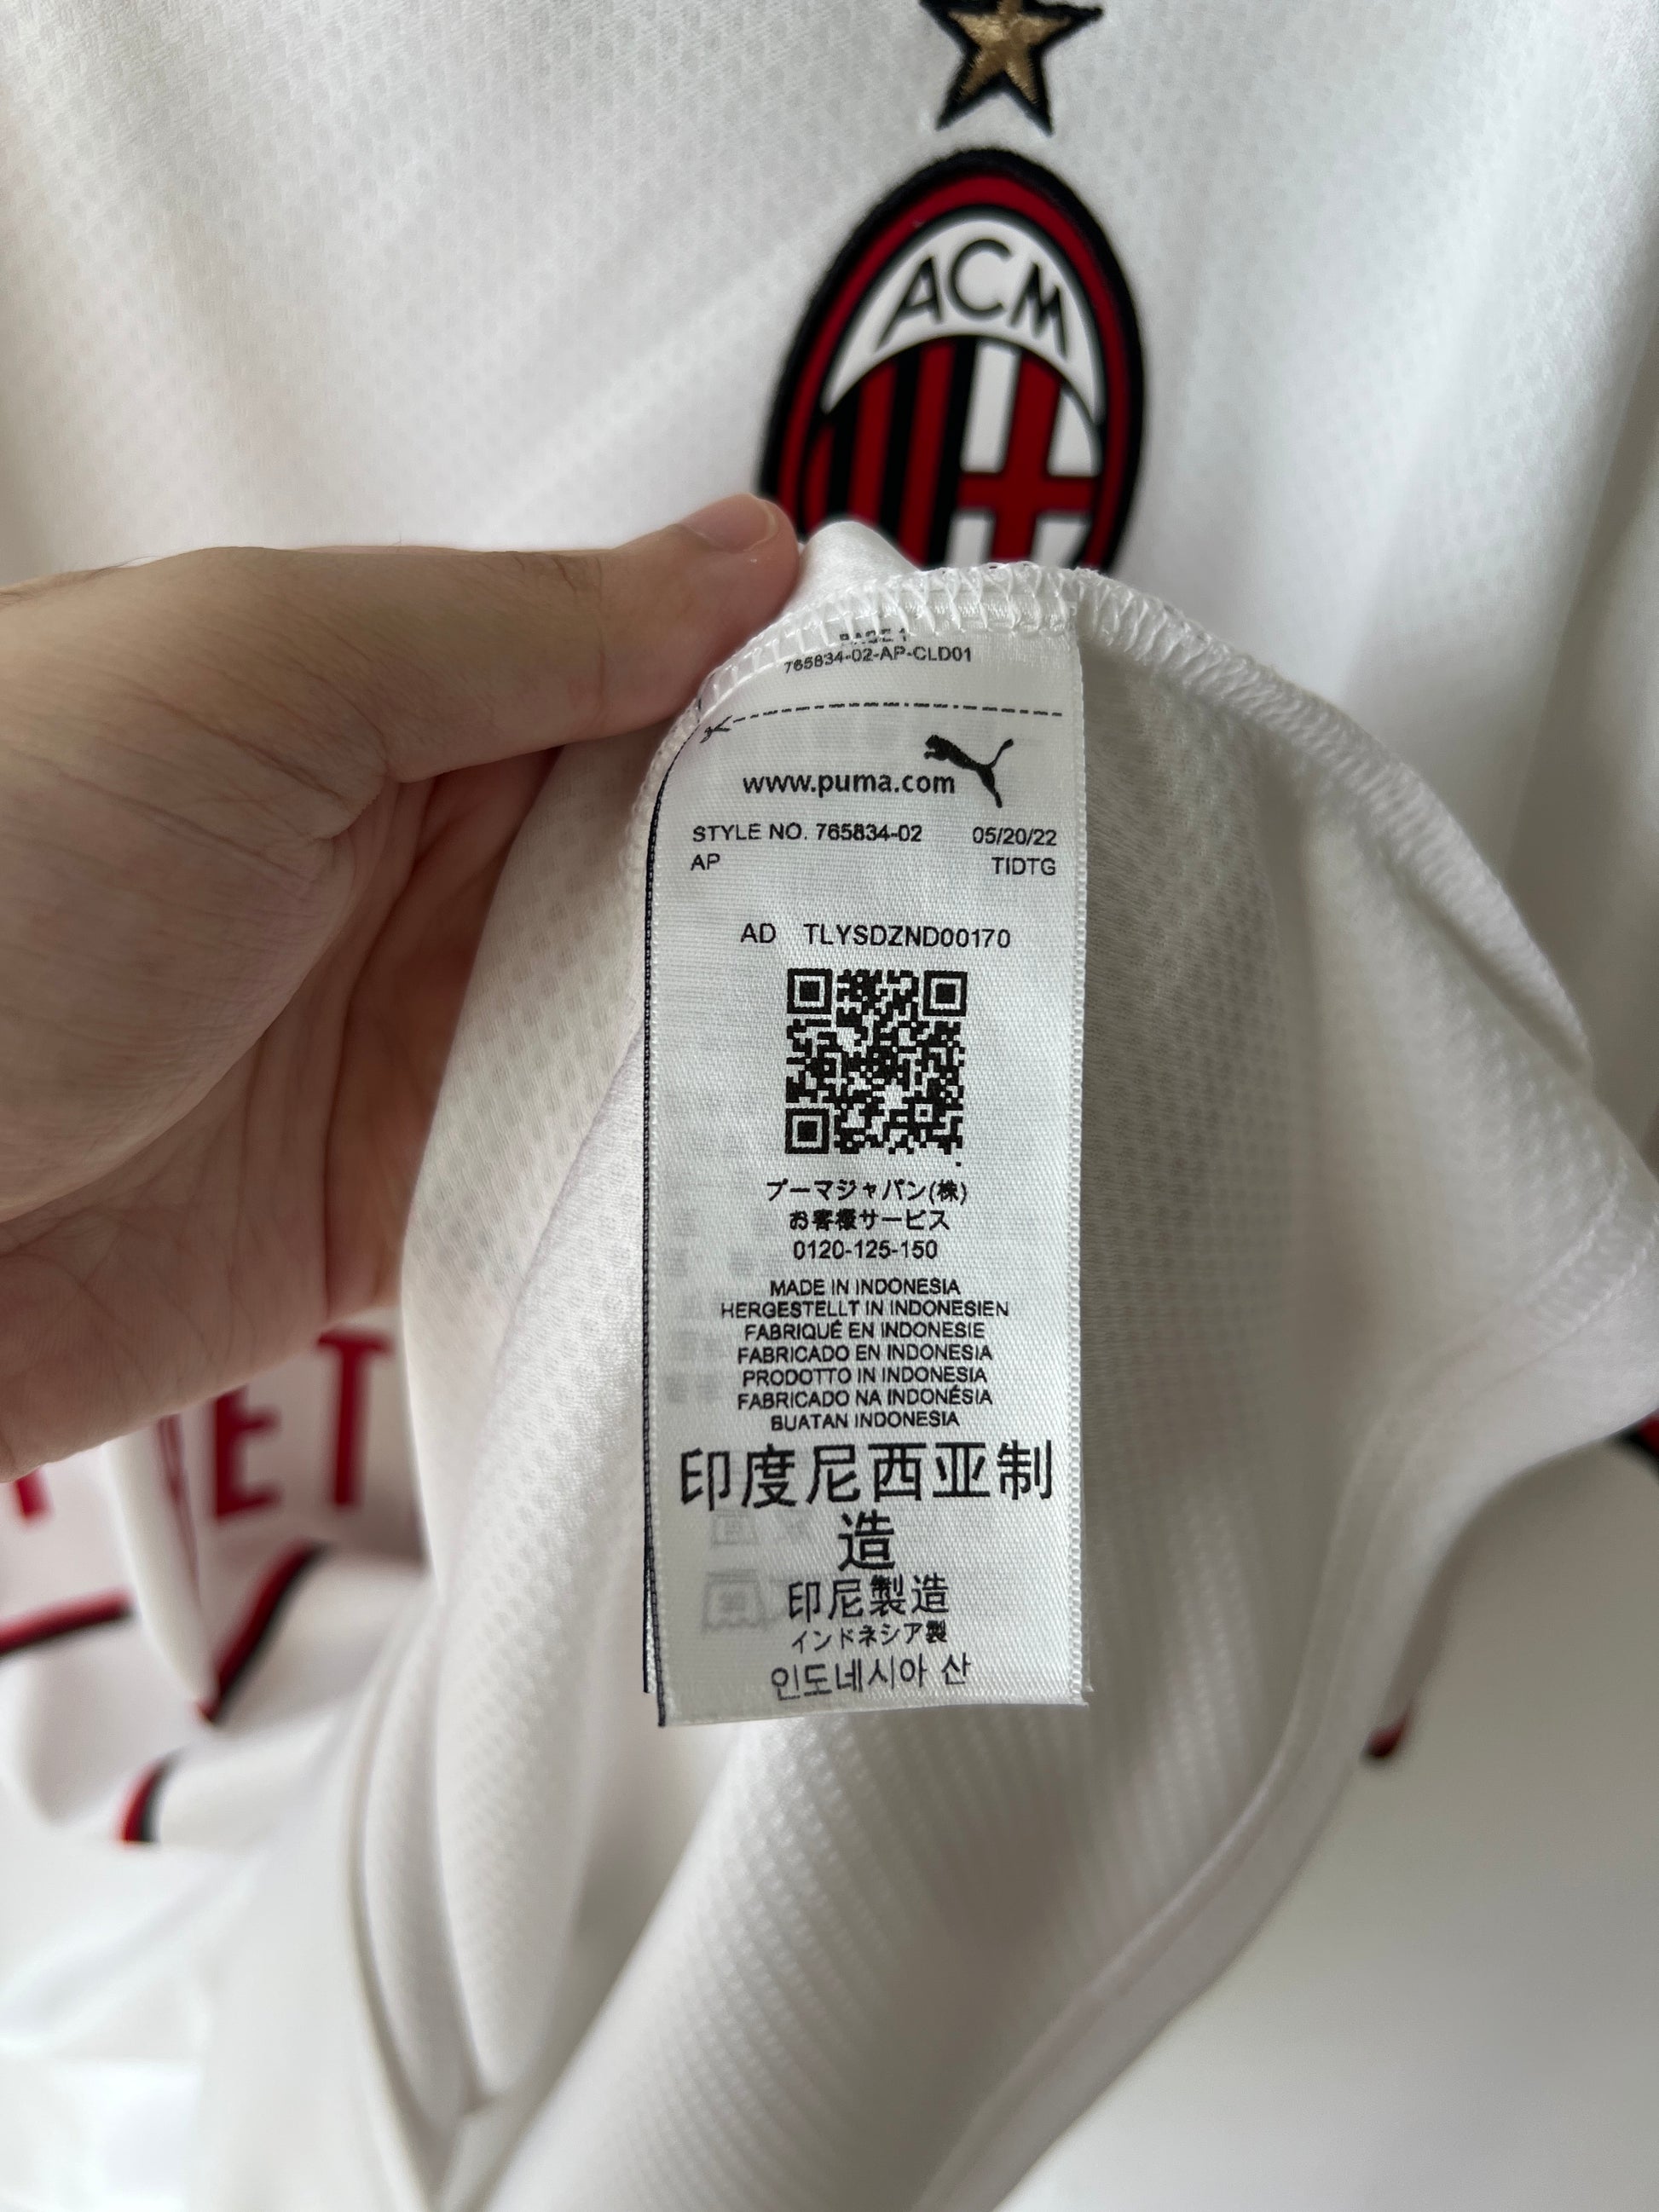 ACM
765834-02-AP-CLD01
www.puma.com
STYLE NO. 765834-02 05/20/22
AP TIDTG
AD TLYSDZND00170
プーマジャパン(株)
お客様サービス
0120-125-150
MADE IN INDONESIA
HERGESTELLT IN INDONESIEN
FABRIQUÉ EN INDONESIE
FABRICADO EN INDONESIA
PRODOTTO IN INDONESIA
FABRICADO NA INDONÉSIA
BUATAN INDONESIA
印度尼西亚制
造
印尼製造
インドネシア製
인도네시아 산
ET